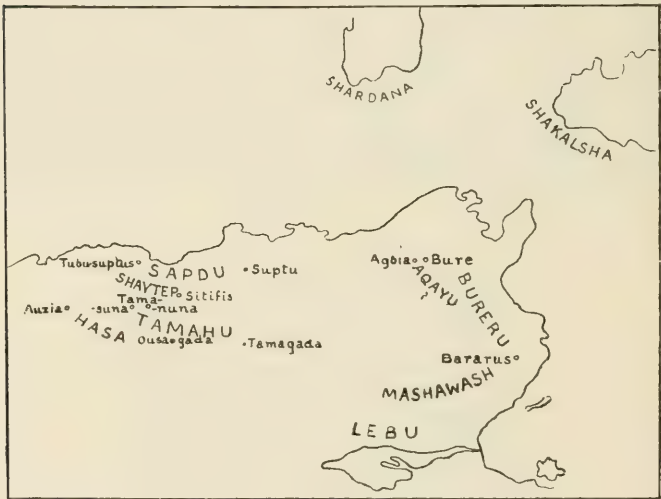 SHARDANA
SHAKALSHA
Tubusuptus
SAPDU
Suptu
SHAVTEP
Sitifis
Tama-
Auzia
-suna
-nuna
HASA
TAMAHU
Ousa-gada
Tamagada
Agbia
Bure
AQAYU
?
BURERU
Bararus
MASHAWASH
LEBU